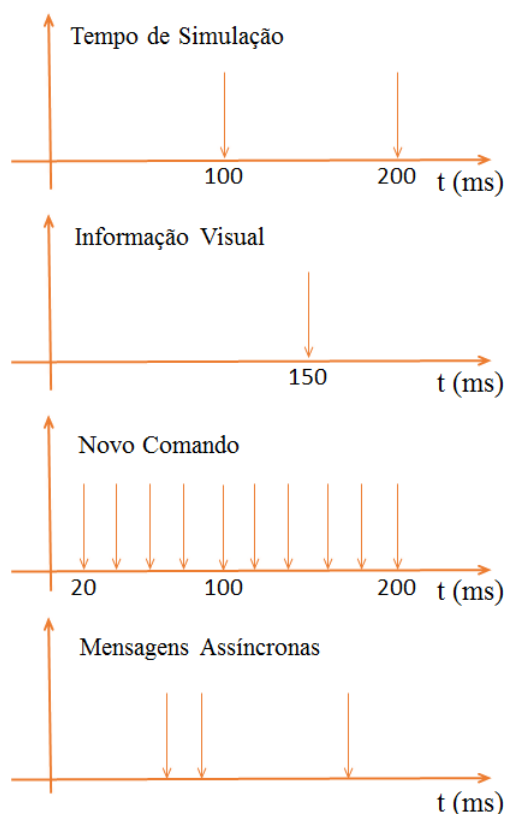 Tempo de Simulação
100 200 t (ms)
Informação Visual
150 t (ms)
Novo Comando
20 100 200 t (ms)
Mensagens Assíncronas
t (ms)